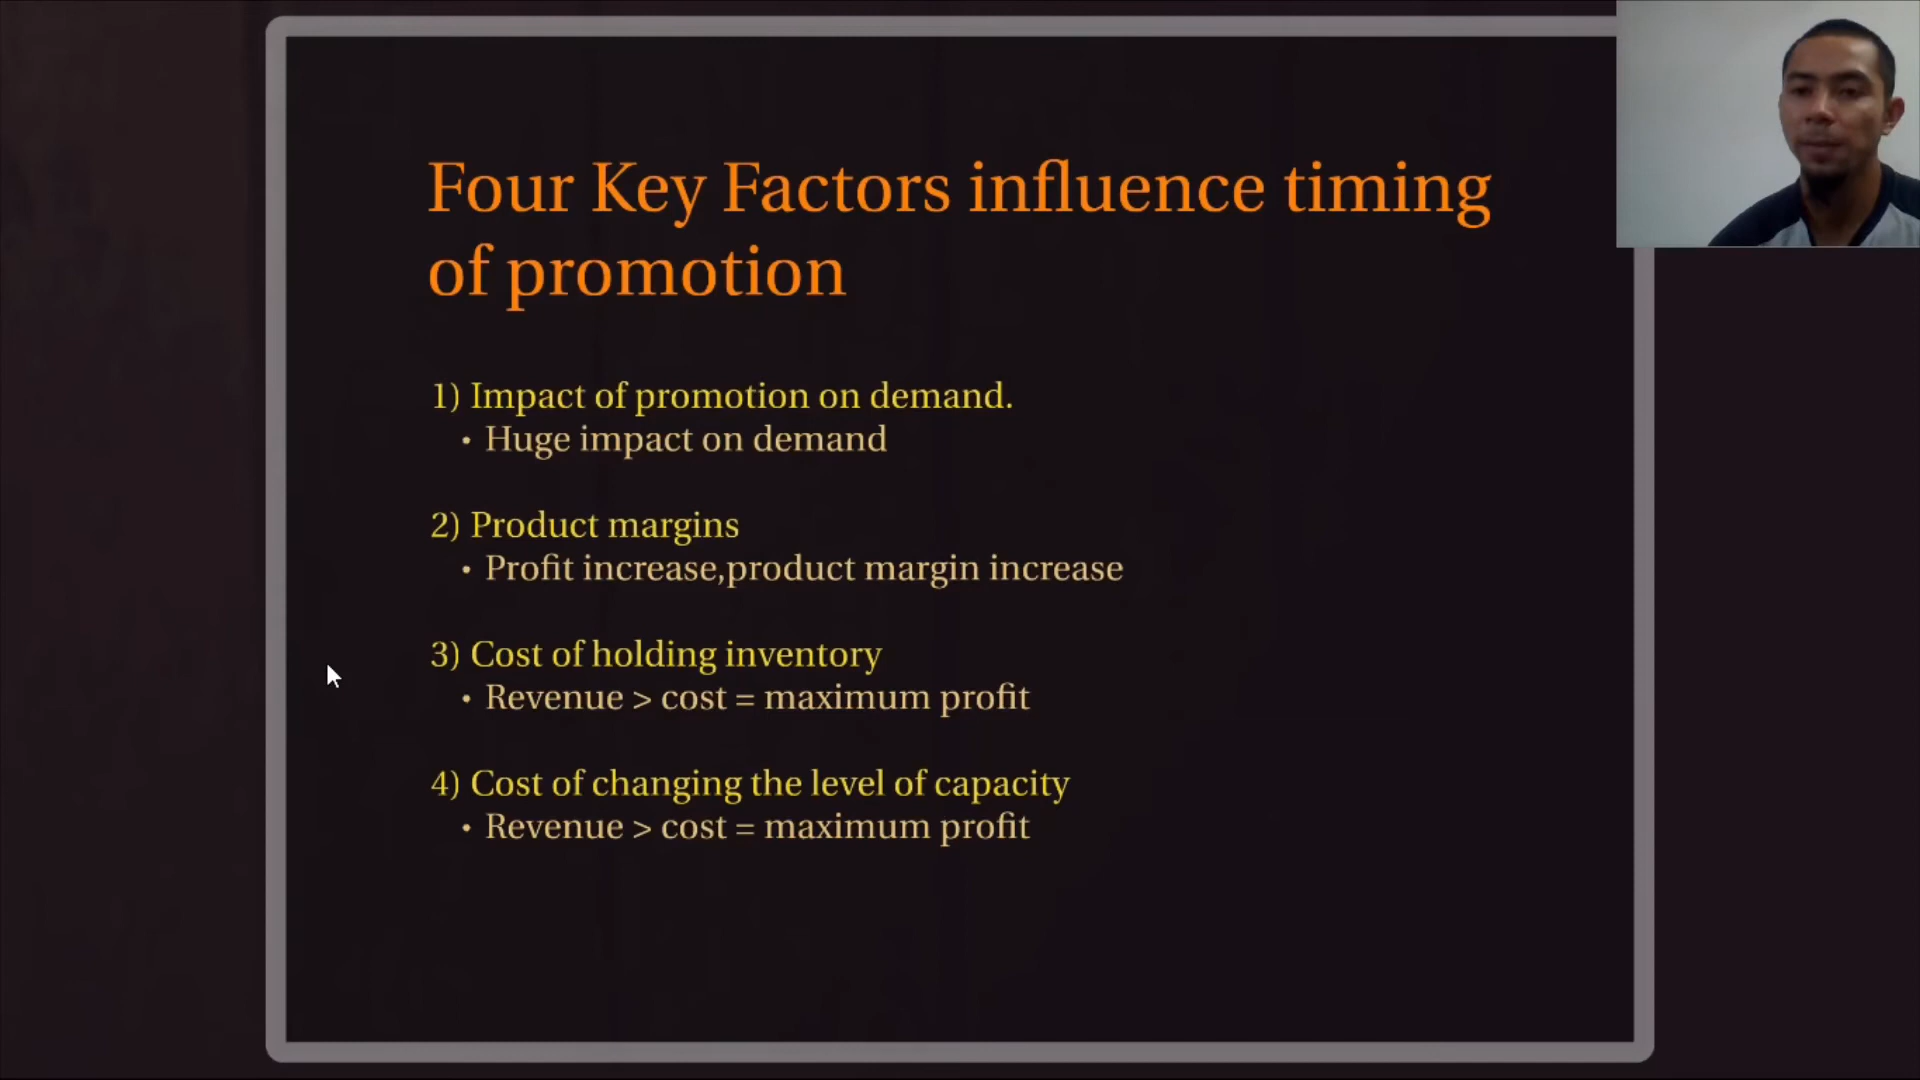 Four Key Factors influence timing
of promotion
1) Impact of promotion on demand.
• Huge impact on demand
2) Product margins
• Profit increase,product margin increase
3) Cost of holding inventory
• Revenue > cost = maximum profit
4) Cost of changing the level of capacity
• Revenue > cost = maximum profit